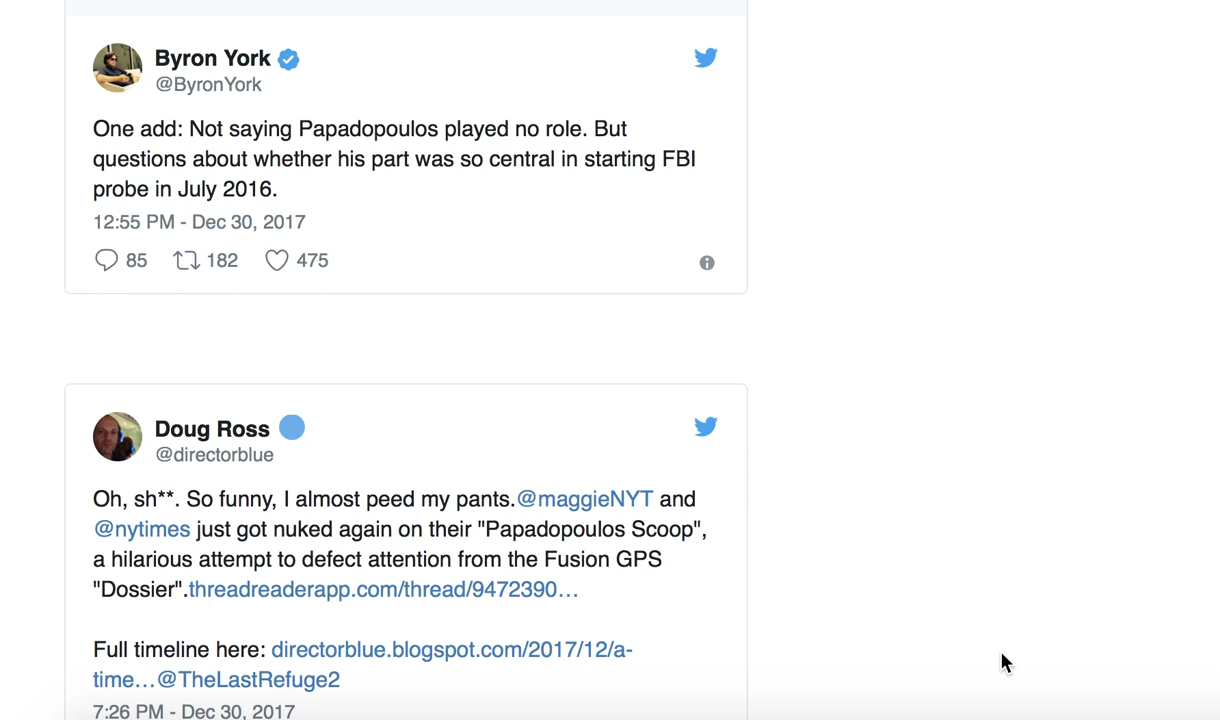 Byron York
@ByronYork
One add: Not saying Papadopoulos played no role. But
questions about whether his part was so central in starting FBI
probe in July 2016.
12:55 PM - Dec 30, 2017
85 182 475
Doug Ross
@directorblue
Oh, sh**. So funny, I almost peed my pants.@maggieNYT and
@nytimes just got nuked again on their "Papadopoulos Scoop",
a hilarious attempt to defect attention from the Fusion GPS
"Dossier".threadreaderapp.com/thread/9472390…
Full timeline here: directorblue.blogspot.com/2017/12/a-
time…@TheLastRefuge2
7:26 PM - Dec 30, 2017